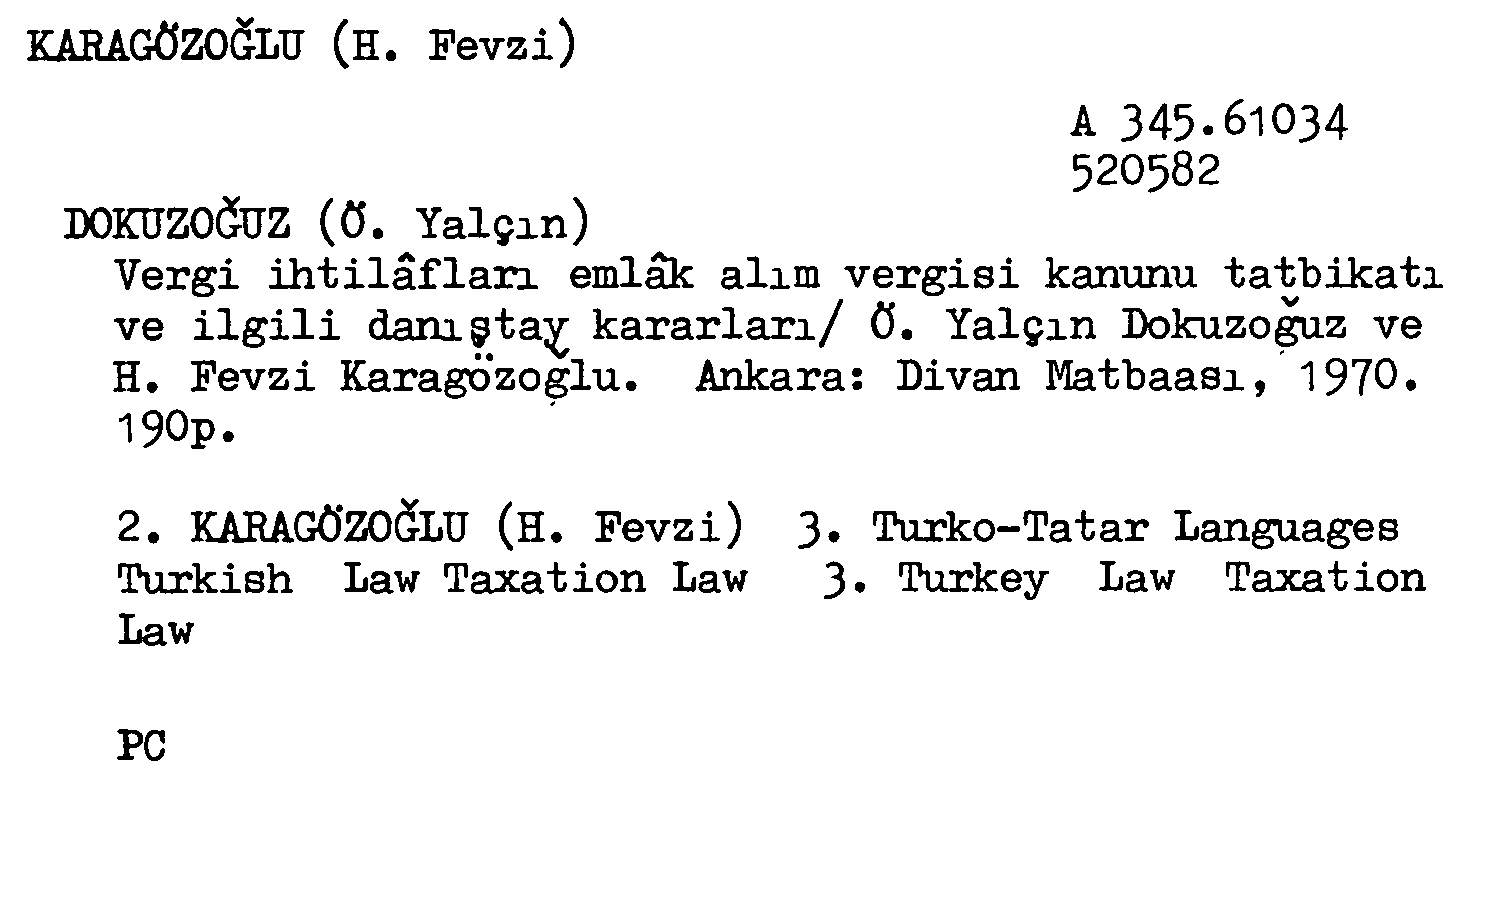 KARAGÖZOĞLU (H. Fevzi)
A 345.61034
520582
DOKUZOĞUZ (Ö. Yalçın)
Vergi ihtilâfları emlâk alım vergisi kanunu tatbikatı
ve ilgili danıştay kararları/ Ö. Yalçın Dokuzoğuz ve
H. Fevzi Karagözoğlu. Ankara: Divan Matbaası, 1970.
190p.
2. KARAGÖZOĞLU (H. Fevzi) 3. Turko-Tatar Languages
Turkish Law Taxation Law 3. Turkey Law Taxation
Law
PC